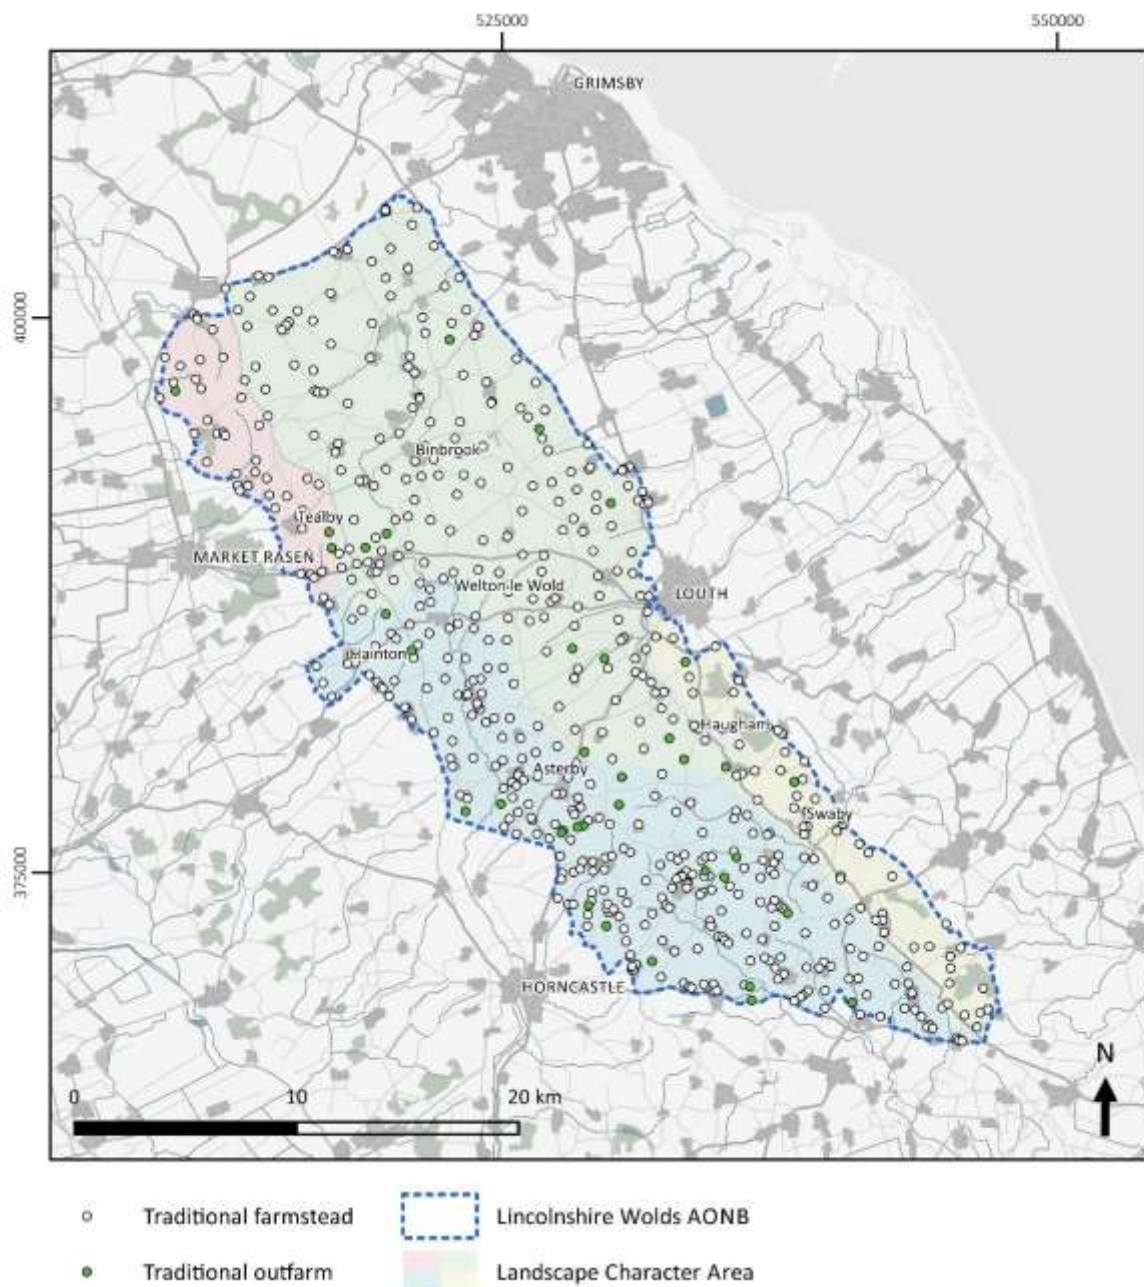 525000 550000
GRIMSBY
400000
Binbrook
Tealby
MARKET RASEN
Welton le Wold
LOUTH
Hainton
Haugham
Asterby
Swaby
375000
HORNCASTLE
N
0 10 20 km
Traditional farmstead Lincolnshire Wolds AONB
Traditional outfarm Landscape Character Area